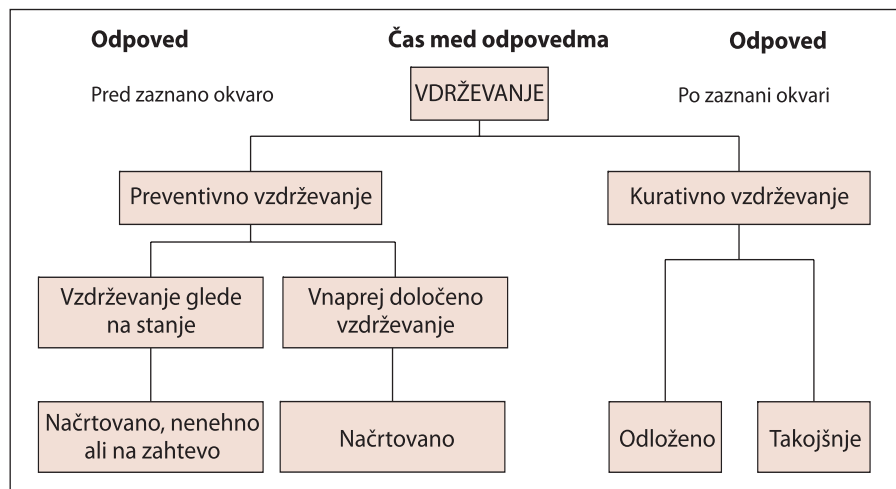 Odpoved
Čas med odpovedma
Odpoved
Pred zaznano okvaro
VDRŽEVANJE
Po zaznani okvari
Preventivno vzdrževanje
Kurativno vzdrževanje
Vzdrževanje glede
na stanje
Vnaprej določeno
vzdrževanje
Načrtovano, nenehno
ali na zahtevo
Načrtovano
Odloženo
Takojšnje